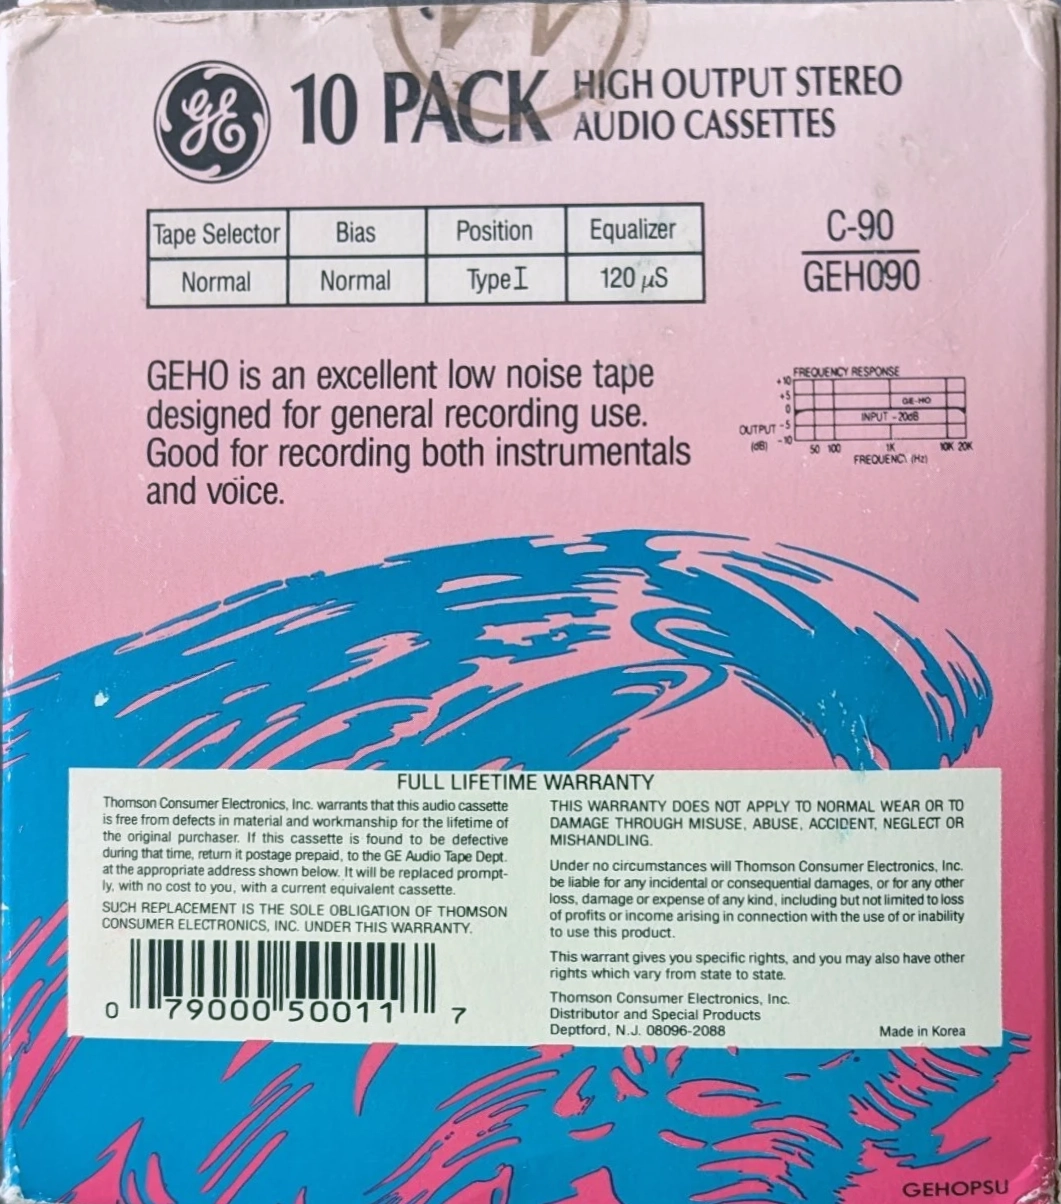 GE 10 PACK HIGH OUTPUT STEREO
AUDIO CASSETTES
Tape Selector Bias Position Equalizer
Normal Normal Type I 120 µS
C-90
GEHO90
GEHO is an excellent low noise tape
designed for general recording use.
Good for recording both instrumentals
and voice.
FREQUENCY RESPONSE
+10
+5
0
-5
-10
OUTPUT
(dB)
GE-HO
INPUT -20dB
50 100 1K 10K 20K
FREQUENCY (Hz)
FULL LIFETIME WARRANTY
Thomson Consumer Electronics, Inc. warrants that this audio cassette
is free from defects in material and workmanship for the lifetime of
the original purchaser. If this cassette is found to be defective
during that time, return it postage prepaid, to the GE Audio Tape Dept.
at the appropriate address shown below. It will be replaced prompt-
ly, with no cost to you, with a current equivalent cassette.
SUCH REPLACEMENT IS THE SOLE OBLIGATION OF THOMSON
CONSUMER ELECTRONICS, INC. UNDER THIS WARRANTY.
0 79000 50011 7
THIS WARRANTY DOES NOT APPLY TO NORMAL WEAR OR TO
DAMAGE THROUGH MISUSE, ABUSE, ACCIDENT, NEGLECT OR
MISHANDLING.
Under no circumstances will Thomson Consumer Electronics, Inc.
be liable for any incidental or consequential damages, or for any other
loss, damage or expense of any kind, including but not limited to loss
of profits or income arising in connection with the use of or inability
to use this product.
This warrant gives you specific rights, and you may also have other
rights which vary from state to state.
Thomson Consumer Electronics, Inc.
Distributor and Special Products
Deptford, N.J. 08096-2088
Made in Korea
GEHOPSU